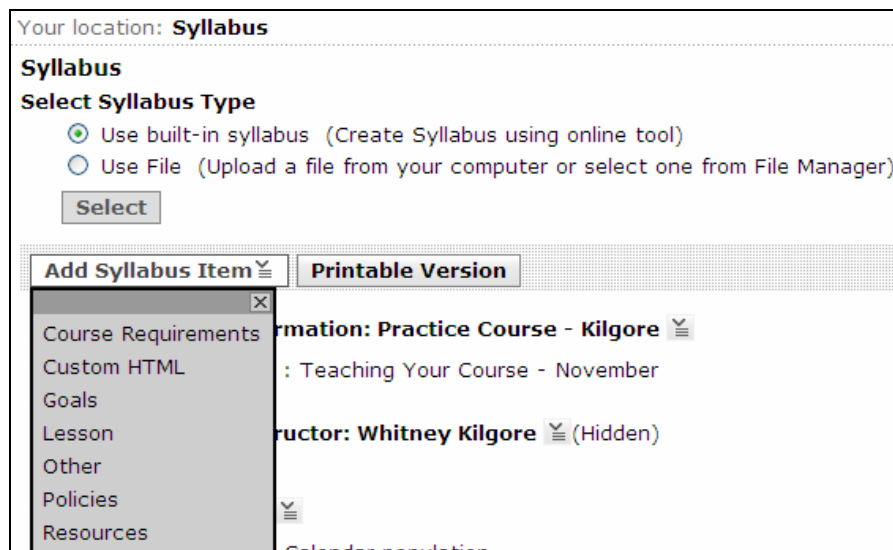 Your location: Syllabus
Syllabus
Select Syllabus Type
Use built-in syllabus (Create Syllabus using online tool)
Use File (Upload a file from your computer or select one from File Manager)
Select
Add Syllabus Item Printable Version
Course Requirements
rmation: Practice Course - Kilgore
Custom HTML
: Teaching Your Course - November
Goals
Lesson
ructor: Whitney Kilgore (Hidden)
Other
Policies
Resources
Calendar population